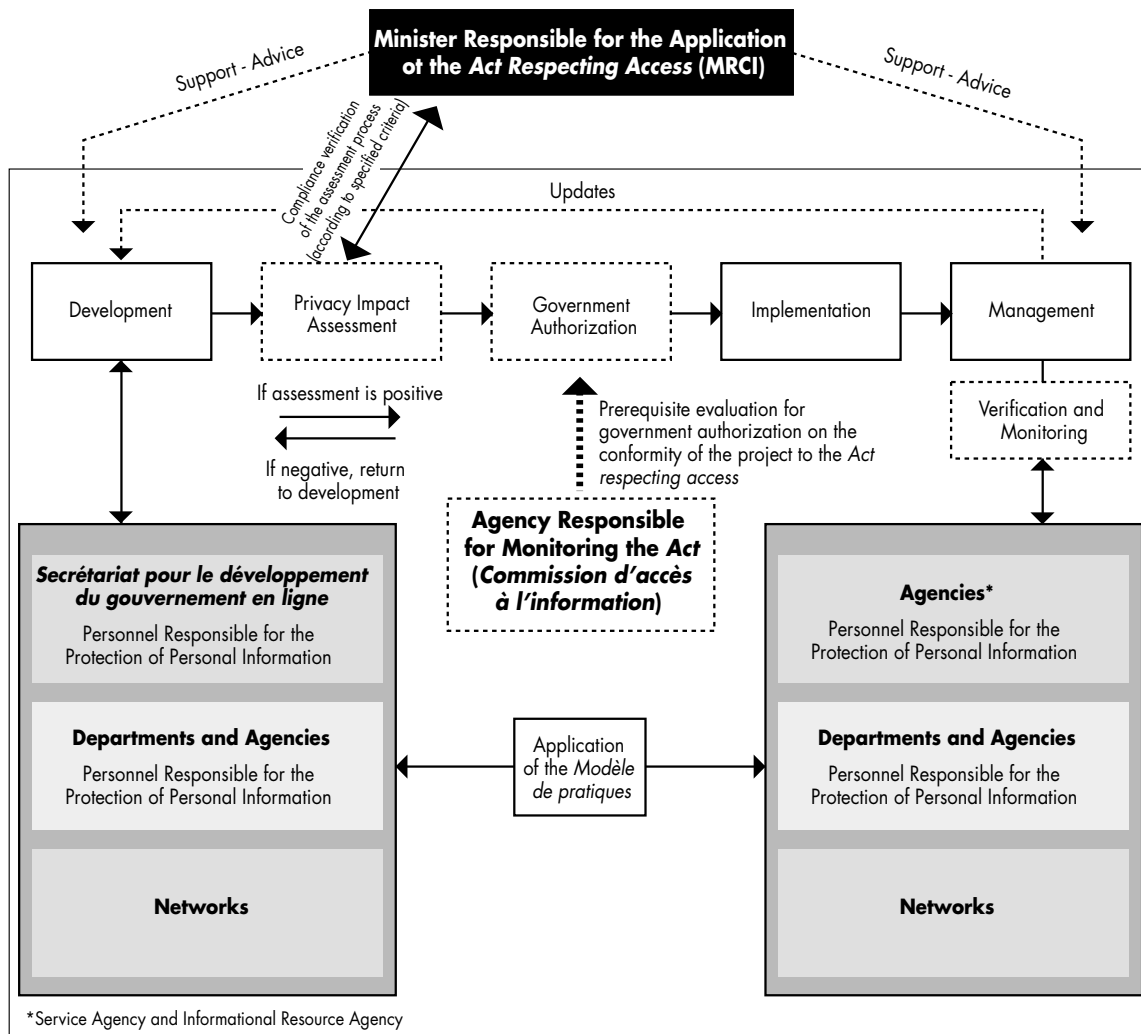 Minister Responsible for the Application
of the Act Respecting Access (MRCI)
Support - Advice
Support - Advice
Compliance verification
of the assessment process
(according to specified criteria)
Updates
Development
Privacy Impact
Assessment
Government
Authorization
Implementation
Management
If assessment is positive
If negative, return
to development
Prerequisite evaluation for
government authorization on the
conformity of the project to the Act
respecting access
Verification and
Monitoring
Agency Responsible
for Monitoring the Act
(Commission d'accès
à l'information)
Secrétariat pour le développement
du gouvernement en ligne
Personnel Responsible for the
Protection of Personal Information
Departments and Agencies
Personnel Responsible for the
Protection of Personal Information
Networks
Application
of the Modèle
de pratiques
Agencies*
Personnel Responsible for the
Protection of Personal Information
Departments and Agencies
Personnel Responsible for the
Protection of Personal Information
Networks
*Service Agency and Informational Resource Agency